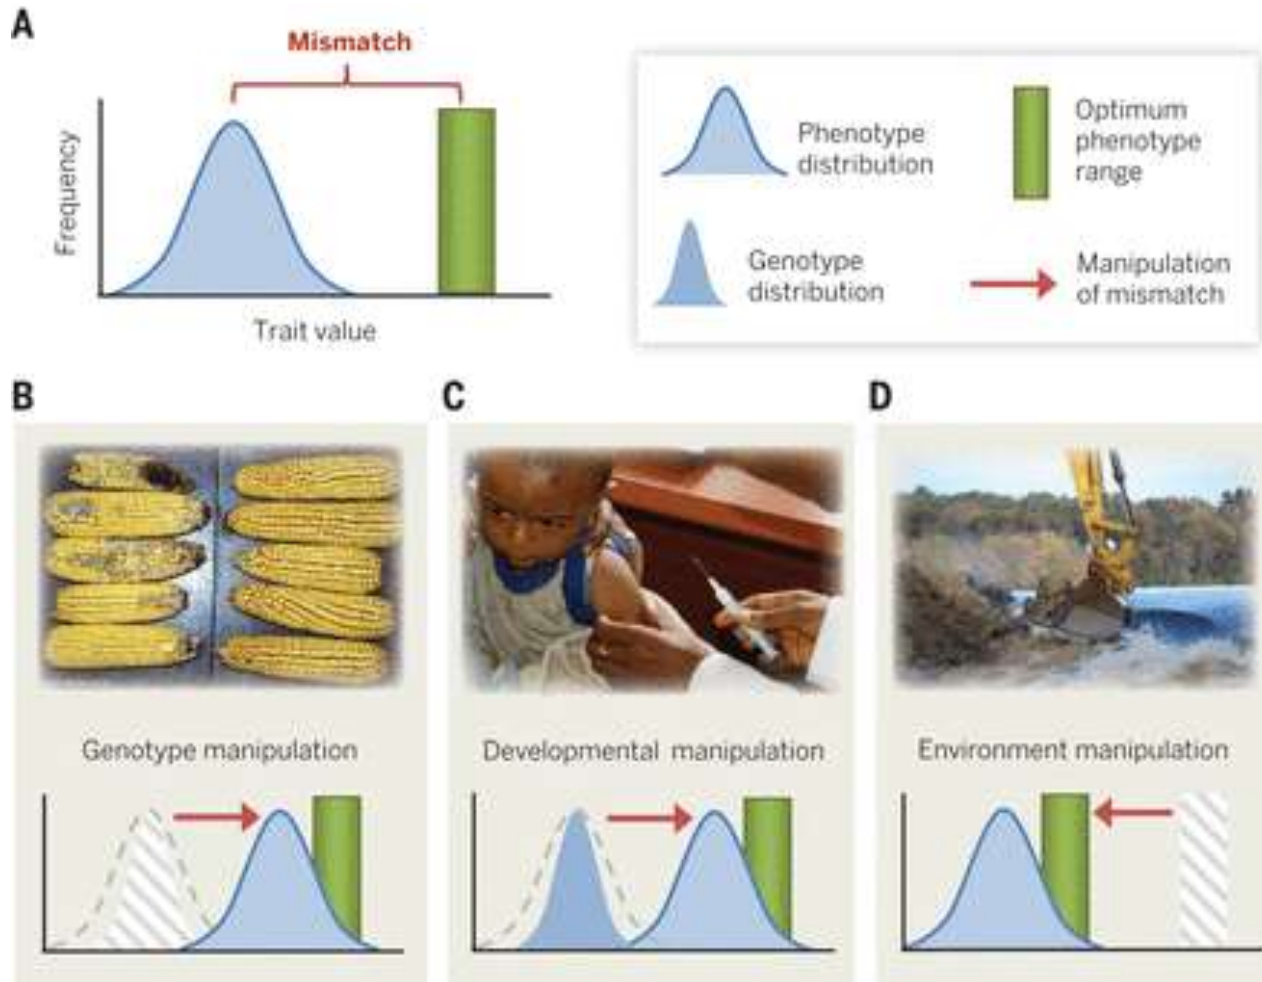 A
Mismatch
Frequency
Trait value
Phenotype
distribution
Genotype
distribution
Optimum
phenotype
range
Manipulation
of mismatch
B
Genotype manipulation
C
Developmental manipulation
D
Environment manipulation